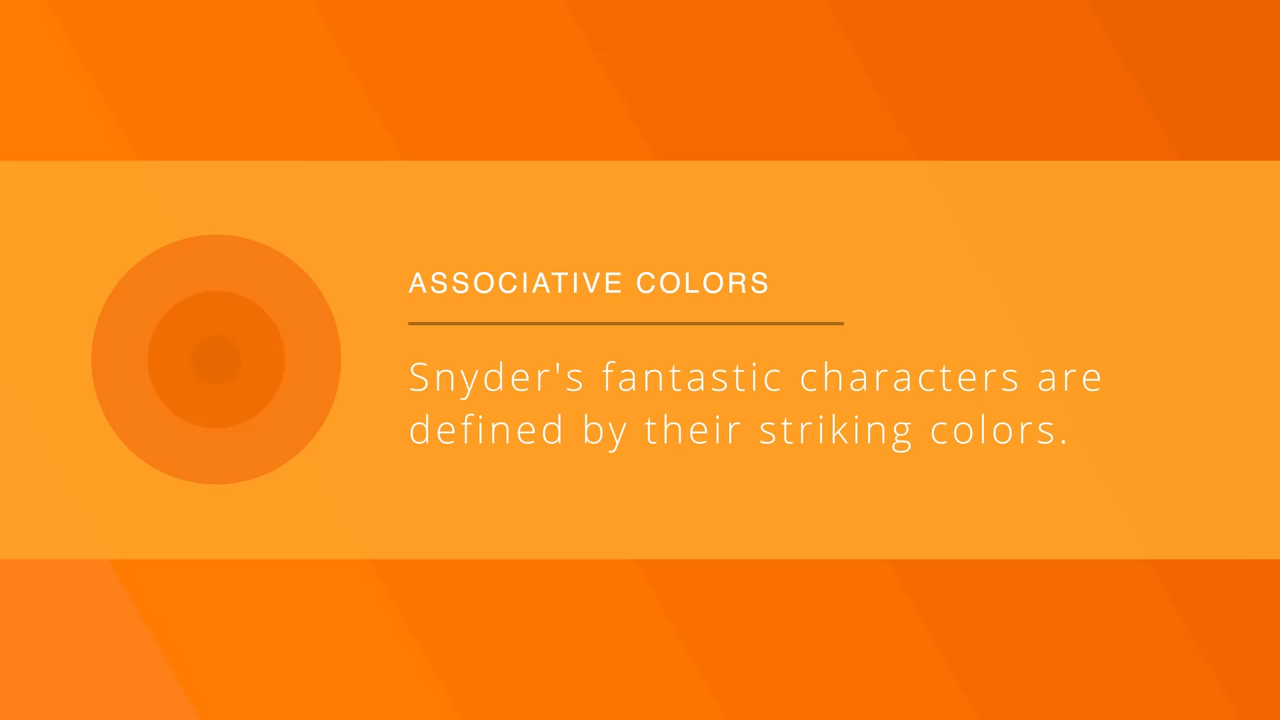 ASSOCIATIVE COLORS
Snyder's fantastic characters are
defined by their striking colors.